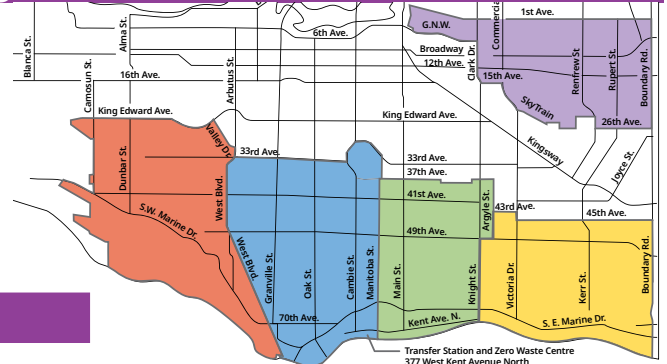 1st Ave.
G.N.W.
Commercia
6th Ave.
Blanca St.
Alma St.
Broadway
12th Ave.
Clark Dr.
Renfrew St
Rupert St.
Boundary Rd.
Camosun St.
16th Ave.
Arbutus St.
15th Ave.
SkyTrain
King Edward Ave.
King Edward Ave.
26th Ave.
Valley Dr.
Kingsway
33rd Ave.
33rd Ave.
37th Ave.
Joyce St.
Dunbar St.
West Blvd.
41st Ave.
Argyle St.
43rd Ave.
45th Ave.
S.W. Marine Dr.
49th Ave.
West Blvd.
Granville St.
Oak St.
Cambie St.
Manitoba St.
Main St.
Knight St.
Victoria Dr.
Kerr St.
Boundary Rd.
70th Ave.
Kent Ave. N.
S. E. Marine Dr.
Transfer Station and Zero Waste Centre
377 West Kent Avenue North